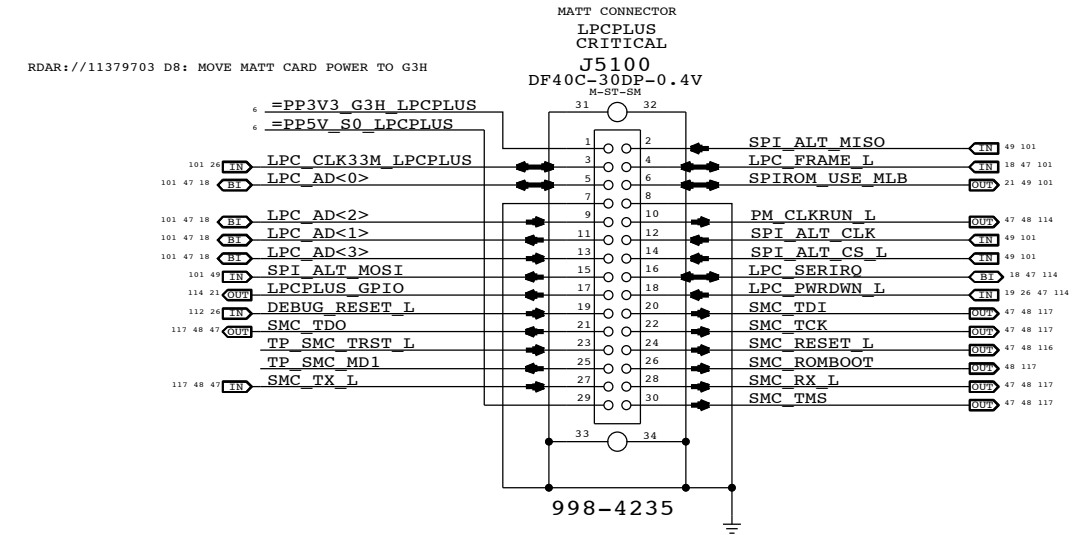 MATT CONNECTOR
LPCPLUS
CRITICAL
RDAR://11379703 D8: MOVE MATT CARD POWER TO G3H
J5100
DF40C-30DP-0.4V
M-ST-SM
6 =PP3V3_G3H_LPCPLUS 31 32
6 =PP5V_S0_LPCPLUS
1 2 SPI_ALT_MISO IN 49 101
101 26 IN LPC_CLK33M_LPCPLUS 3 4 LPC_FRAME_L IN 18 47 101
101 47 18 BI LPC_AD<0> 5 6 SPIROM_USE_MLB OUT 21 49 101
7 8
101 47 18 BI LPC_AD<2> 9 10 PM_CLKRUN_L OUT 47 48 114
101 47 18 BI LPC_AD<1> 11 12 SPI_ALT_CLK IN 49 101
101 47 18 BI LPC_AD<3> 13 14 SPI_ALT_CS_L IN 49 101
101 49 IN SPI_ALT_MOSI 15 16 LPC_SERIRQ BI 18 47 114
114 21 OUT LPCPLUS_GPIO 17 18 LPC_PWRDWN_L IN 19 26 47 114
112 26 IN DEBUG_RESET_L 19 20 SMC_TDI OUT 47 48 117
117 48 47 OUT SMC_TDO 21 22 SMC_TCK OUT 47 48 117
TP_SMC_TRST_L 23 24 SMC_RESET_L OUT 47 48 116
TP_SMC_MD1 25 26 SMC_ROMBOOT OUT 48 117
117 48 47 IN SMC_TX_L 27 28 SMC_RX_L OUT 47 48 117
29 30 SMC_TMS OUT 47 48 117
33 34
998-4235